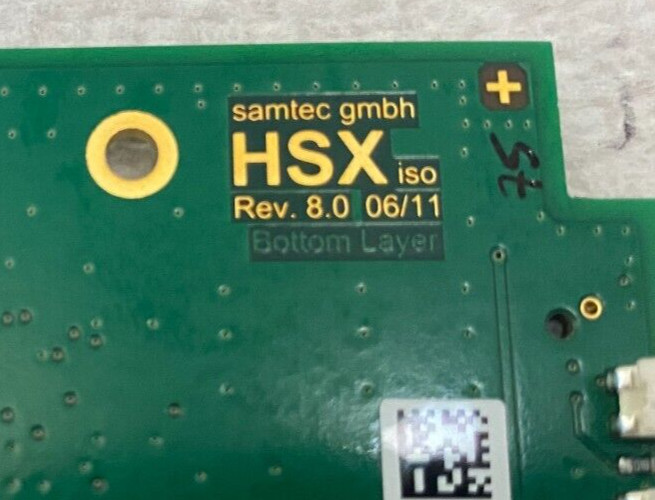 samtec gmbh
HSX iso
Rev. 8.0 06/11
Bottom Layer